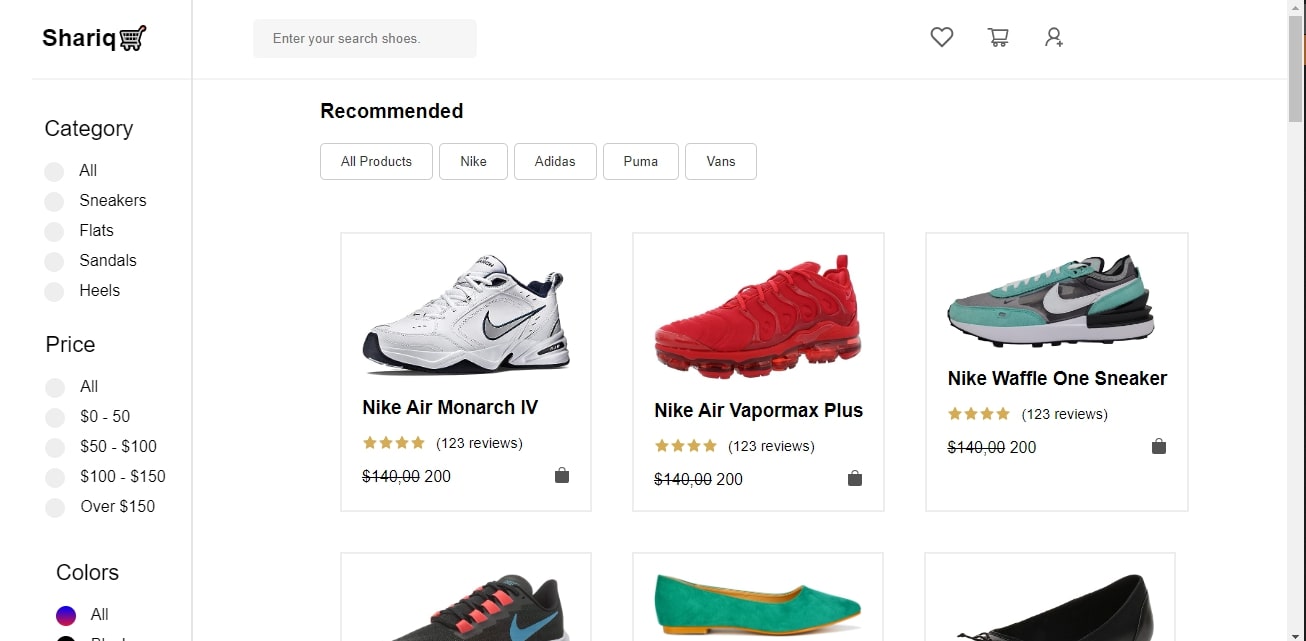 Shariq
Enter your search shoes.
Category
All
Sneakers
Flats
Sandals
Heels
Price
All
$0 - 50
$50 - $100
$100 - $150
Over $150
Colors
All
Recommended
All Products Nike Adidas Puma Vans
Nike Air Monarch IV
(123 reviews)
$140,00 200
Nike Air Vapormax Plus
(123 reviews)
$140,00 200
Nike Waffle One Sneaker
(123 reviews)
$140,00 200